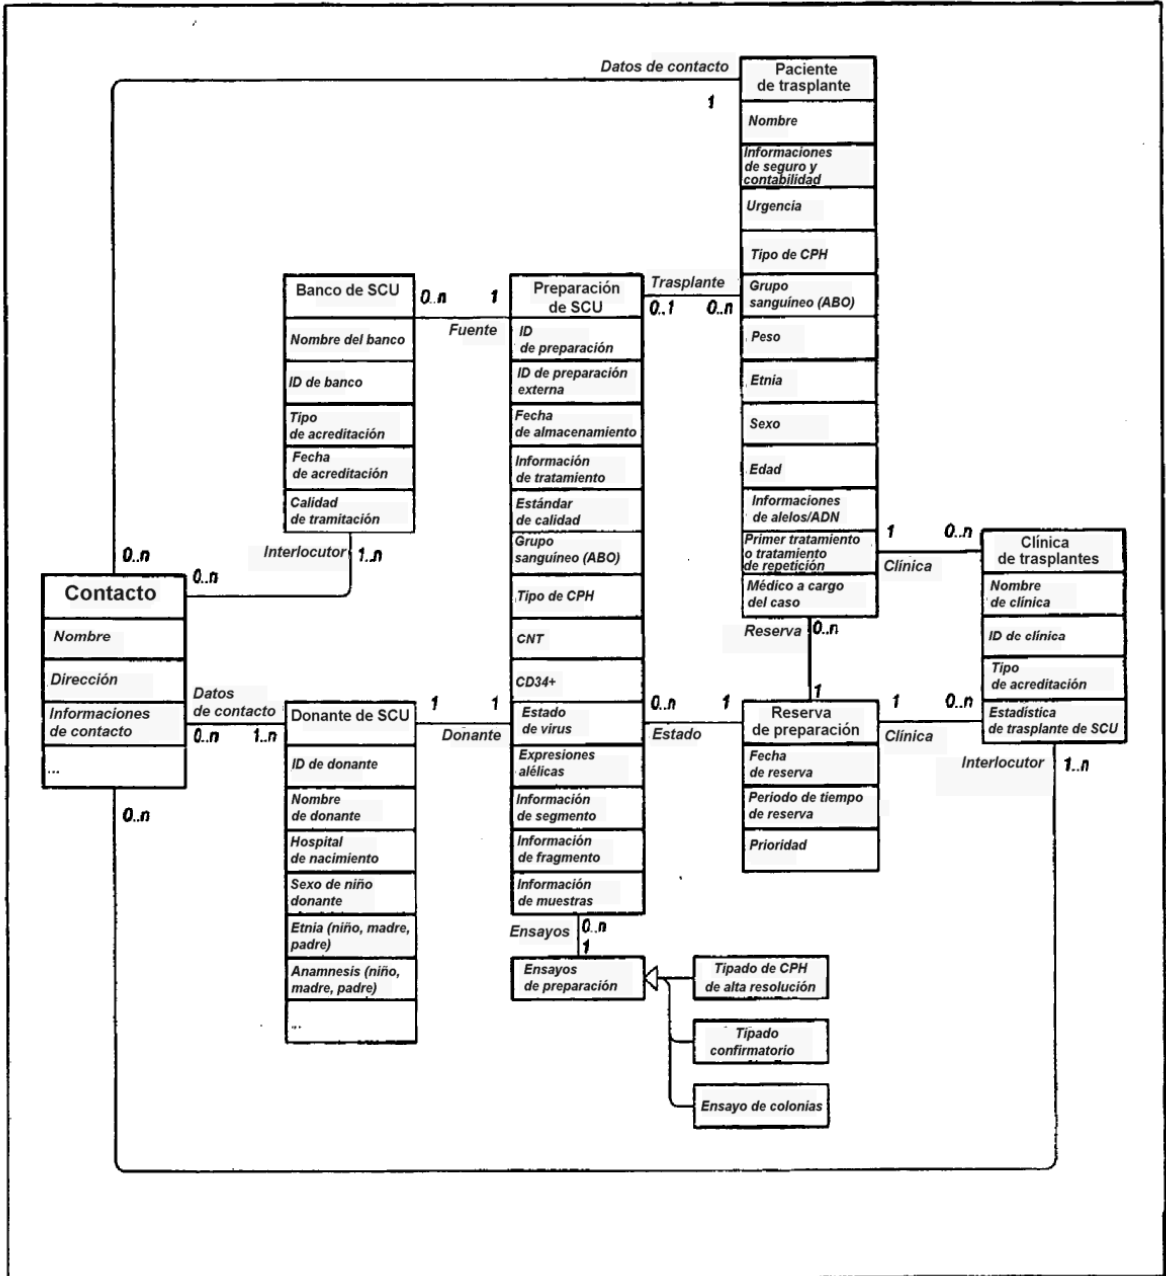 Datos de contacto
1
Paciente
de trasplante
Nombre
Informaciones
de seguro y
contabilidad
Urgencia
Tipo de CPH
Grupo
sanguíneo (ABO)
Peso
Etnia
Sexo
Edad
Informaciones
de alelos/ADN
Primer tratamiento
o tratamiento
de repetición
Médico a cargo
del caso
Banco de SCU
Nombre del banco
ID de banco
Tipo
de acreditación
Fecha
de acreditación
Calidad
de tramitación
0..n
1
Fuente
Preparación
de SCU
ID
de preparación
ID de preparación
externa
Fecha
de almacenamiento
Información
de tratamiento
Estándar
de calidad
Grupo
sanguíneo (ABO)
Tipo de CPH
CNT
CD34+
Estado
de virus
Expresiones
alélicas
Información
de segmento
Información
de fragmento
Información
de muestras
Trasplante
0..1
0..n
Interlocutor
1..n
0..n
0..n
Contacto
Nombre
Dirección
Informaciones
de contacto
...
0..n
Datos
de contacto
0..n
1..n
Donante de SCU
ID de donante
Nombre
de donante
Hospital
de nacimiento
Sexo de niño
donante
Etnia (niño, madre,
padre)
Anamnesis (niño,
madre, padre)
...
1
1
Donante
0..n
1
Estado
Reserva
0..n
1
Reserva
de preparación
Fecha
de reserva
Periodo de tiempo
de reserva
Prioridad
1
0..n
Clínica
1
0..n
Clínica
Clínica
de trasplantes
Nombre
de clínica
ID de clínica
Tipo
de acreditación
Estadística
de trasplante de SCU
Interlocutor
1..n
Ensayos
0..n
1
Ensayos
de preparación
Tipado de CPH
de alta resolución
Tipado
confirmatorio
Ensayo de colonias